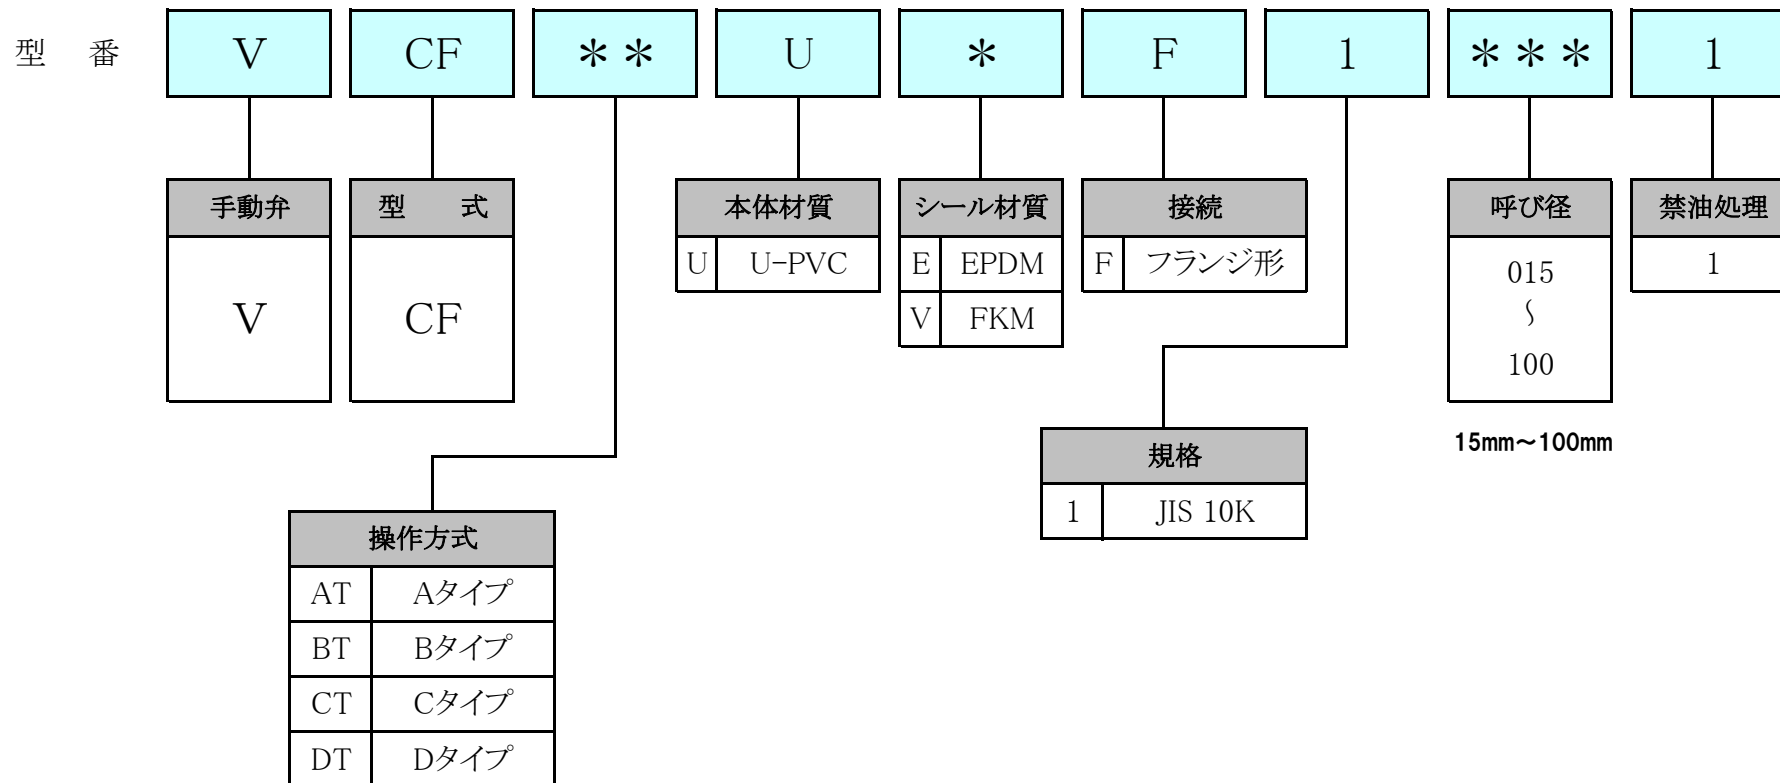 型 番 V CF ＊＊ U ＊ F 1 ＊＊＊ 1
手動弁 型 式 本体材質 シール材質 接続 呼び径 禁油処理
V CF U U-PVC E EPDM F フランジ形 015 1
V FKM ～
100
15mm～100mm
規格
1 JIS 10K
操作方式
AT Aタイプ
BT Bタイプ
CT Cタイプ
DT Dタイプ